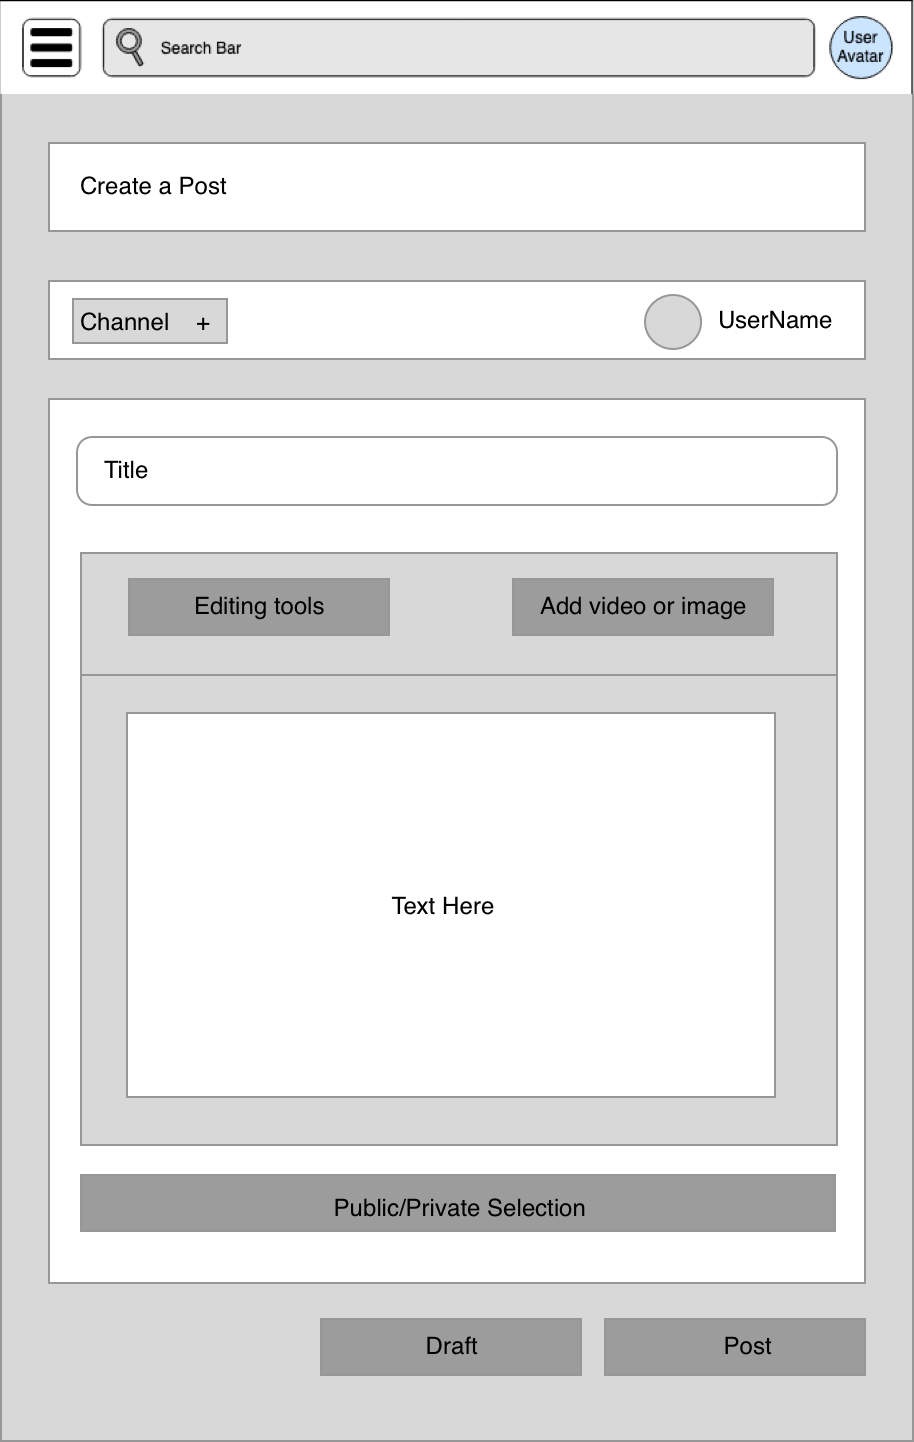 Search Bar
User
Avatar
Create a Post
Channel +
UserName
Title
Editing tools
Add video or image
Text Here
Public/Private Selection
Draft
Post